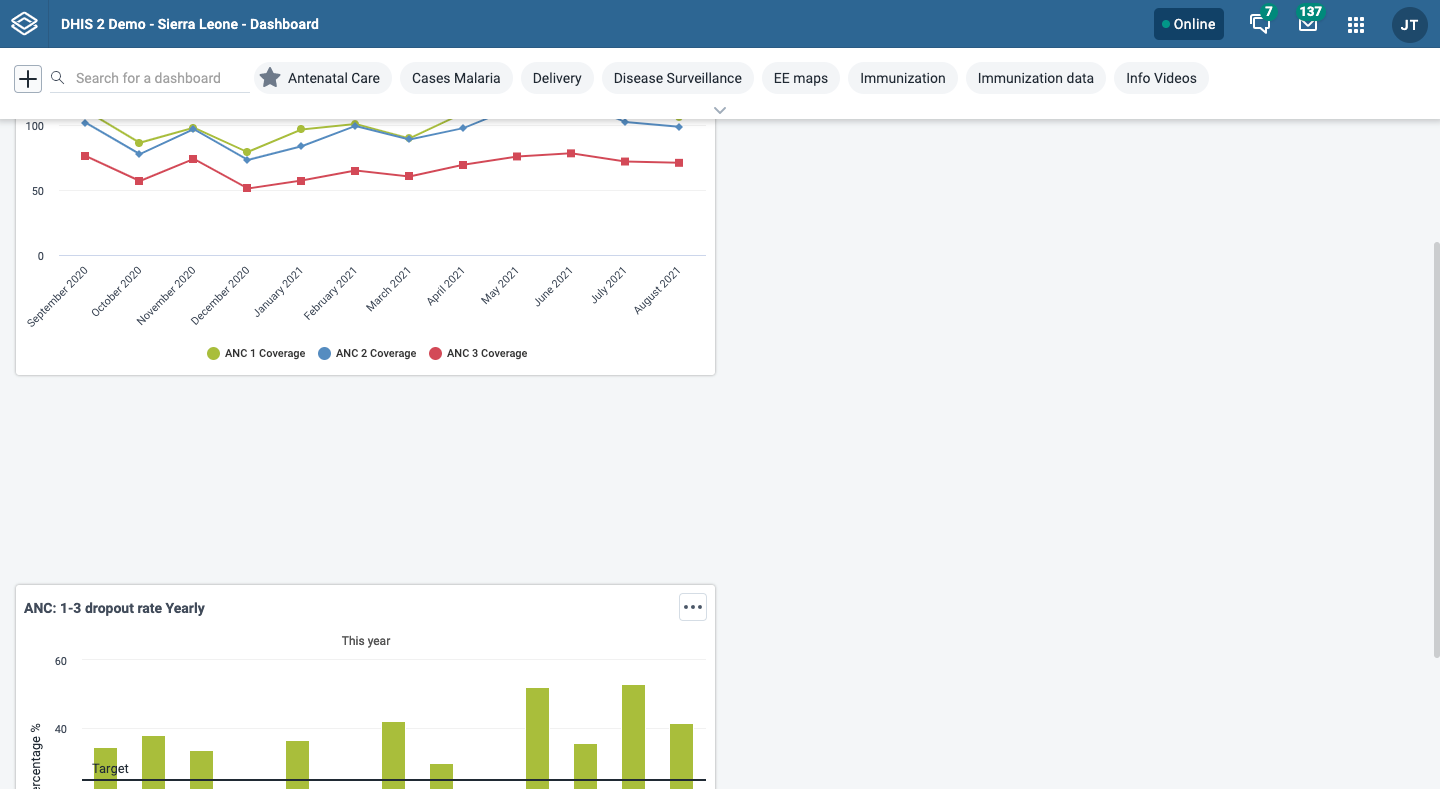 DHIS 2 Demo - Sierra Leone - Dashboard
Online
7
137
JT
Search for a dashboard
Antenatal Care
Cases Malaria
Delivery
Disease Surveillance
EE maps
Immunization
Immunization data
Info Videos
100
50
0
September 2020
October 2020
November 2020
December 2020
January 2021
February 2021
March 2021
April 2021
May 2021
June 2021
July 2021
August 2021
ANC 1 Coverage
ANC 2 Coverage
ANC 3 Coverage
ANC: 1-3 dropout rate Yearly
This year
60
40
ercentage %
Target